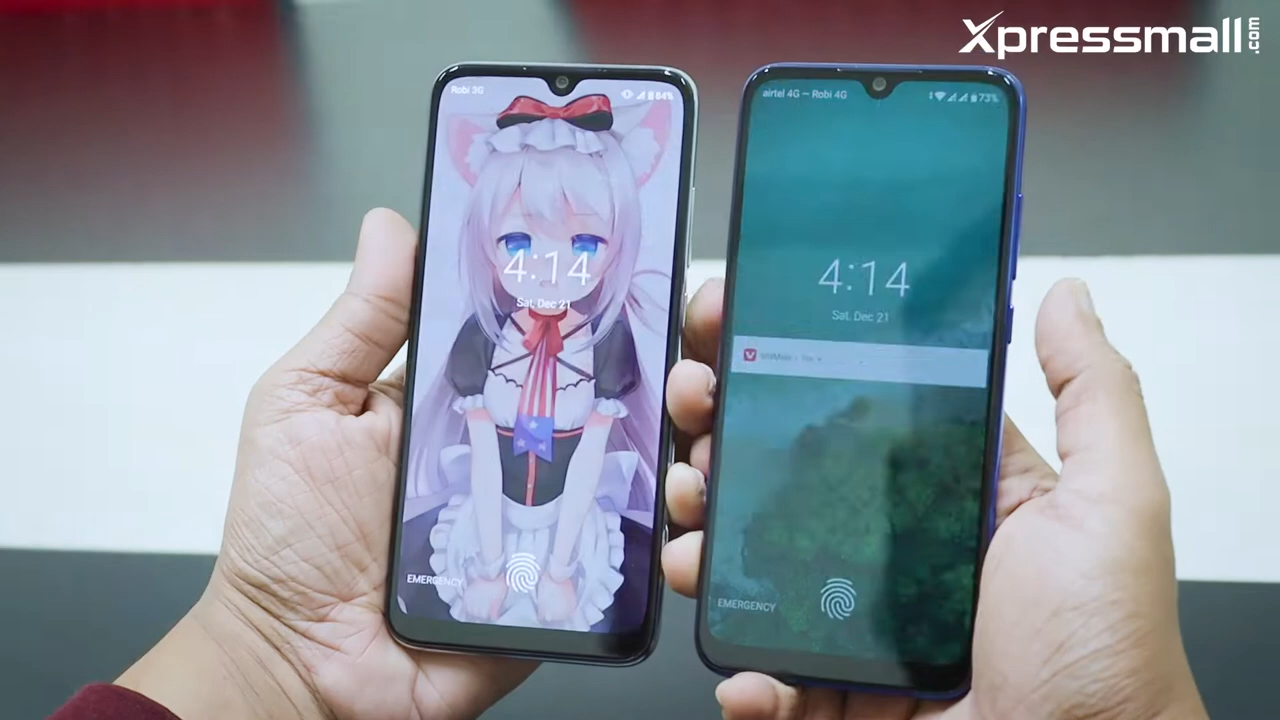 Xpressmall.com
Robi 3G
84%
4:14
Sat, Dec 21
EMERGENCY
airtel 4G — Robi 4G
73%
4:14
Sat, Dec 21
EMERGENCY